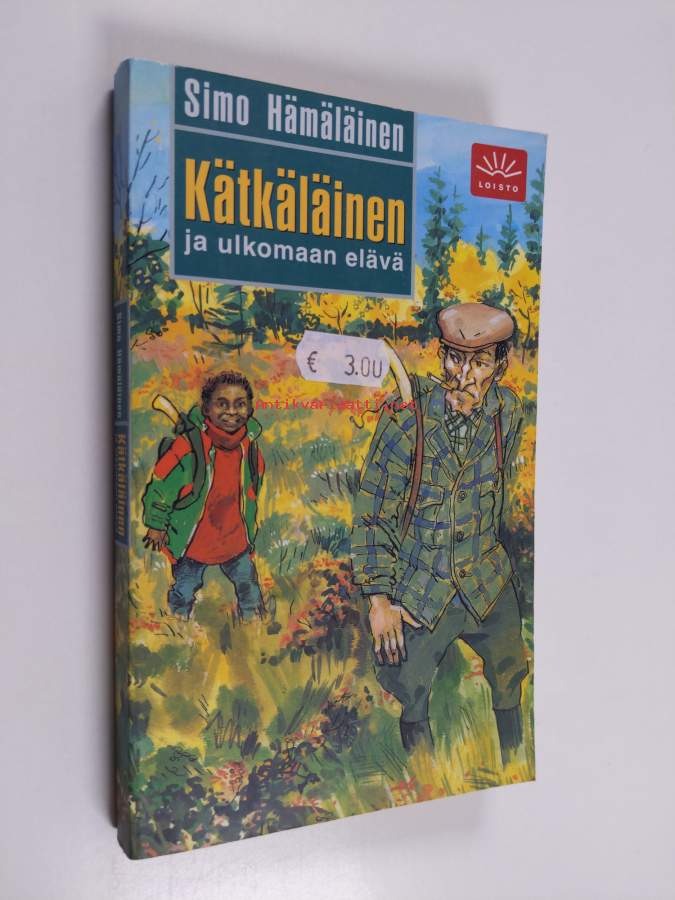 Simo Hämäläinen
Kätkäläinen
ja ulkomaan elävä
LOISTO
€ 3.00
Antikvariaatti.net
Simo Hämäläinen
Kätkäläinen